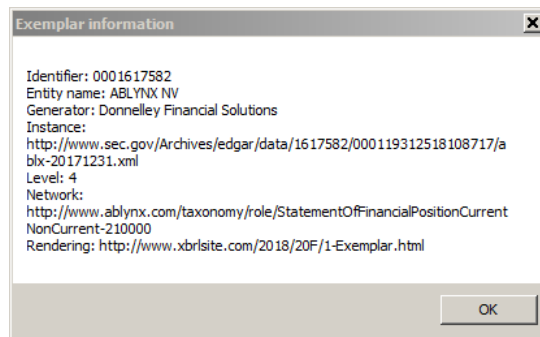 Exemplar information
Identifier: 0001617582
Entity name: ABLYNX NV
Generator: Donnelley Financial Solutions
Instance:
http://www.sec.gov/Archives/edgar/data/1617582/000119312518108717/a
blx-20171231.xml
Level: 4
Network:
http://www.ablynx.com/taxonomy/role/StatementOfFinancialPositionCurrent
NonCurrent-210000
Rendering: http://www.xbrlsite.com/2018/20F/1-Exemplar.html
OK